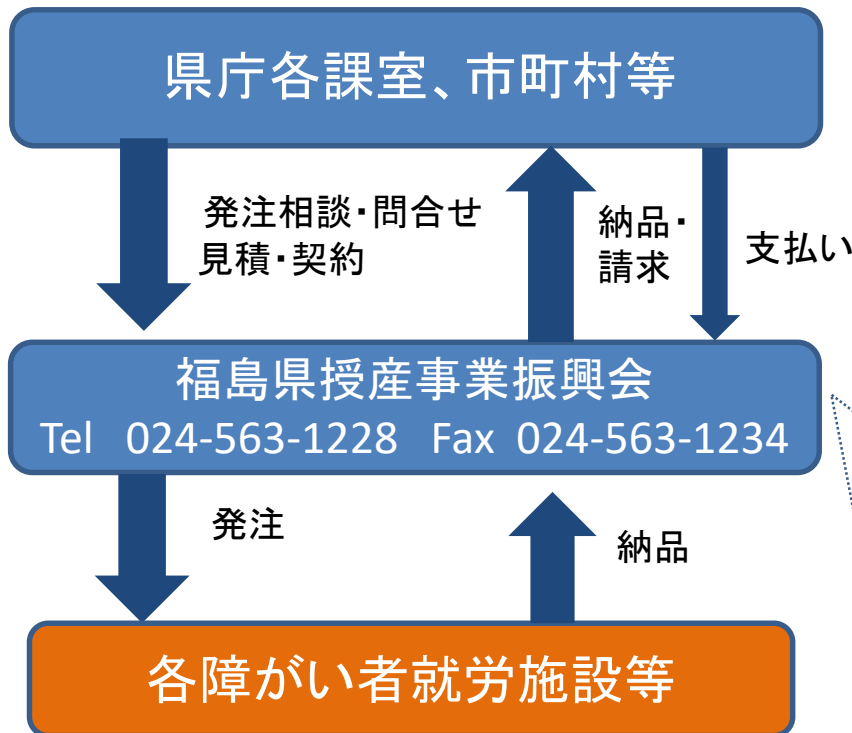 県庁各課室、市町村等
発注相談・問合せ
見積・契約
納品・
請求
支払い
福島県授産事業振興会
Tel 024-563-1228 Fax 024-563-1234
発注
納品
各障がい者就労施設等